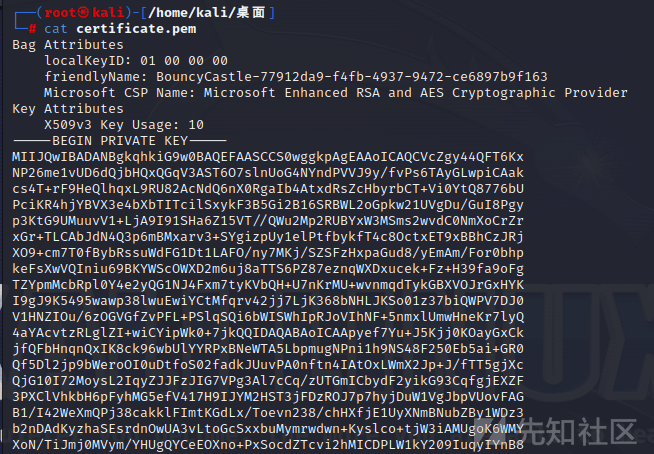 ┌──(root㉿kali)-[/home/kali/桌面]
└─# cat certificate.pem
Bag Attributes
    localKeyID: 01 00 00 00
    friendlyName: BouncyCastle-77912da9-f4fb-4937-9472-ce6897b9f163
    Microsoft CSP Name: Microsoft Enhanced RSA and AES Cryptographic Provider
Key Attributes
    X509v3 Key Usage: 10
-----BEGIN PRIVATE KEY-----
MIIJQwIBADANBgkqhkiG9w0BAQEFAASCCS0wggkpAgEAAoICAQCVcZgy44QFT6Kx
NP26me1vUD6dQjbHQxQGqV3AST6O7slnUoG4NYndPVVJ9y/fvPs6TAyGLwpiCAak
cs4T+rF9HeQlhqxL9RU82AcNdQ6nX0RgaIb4AtxdRsZcHbyrbCT+Vi0YtQ8776bU
PciKR4hjYBVX3e4bXbTITcilSxykF3B5Gi2B16SRBWL2oGpkw21UVgDu/GuI8Pgy
p3KtG9UMuuvV1+LjA9I91SHa6Z15VT//QWu2Mp2RUBYxW3MSms2wvdC0NmXoCrZr
xGr+TLCAbJdN4Q3p6mBMxarv3+SYgizpUy1elPtfbykfT4c8OctxET9xBBhCzJRj
XO9+cm7T0fBybRssuWdFG1Dt1LAFO/ny7MKj/SZSFzHxpaGud8/yEmAm/For0bhp
keFsXwVQIniu69BKYWScOWXD2m6uj8aTTS6PZ87eznqWXDxucek+Fz+H39fa9oFg
TZYpmMcbRpl0Y4e2yQG1NJ4Fxm7tyKVbQH+U7nKrMU+wvnmqdTykGBXVOJrGxHYK
I9gJ9K5495wawp38lwuEwiYCtMfqrv42jj7LjK368bNHLJKSo01z37biQWPV7DJ0
V1HNZIOu/6zOGVGfZvPFL+PSlqSQi6bWISWhIpRJoVIhNF+5nmxlUmwHneKr7lyQ
4aYAcvtzRLglZI+wiCYipWk0+7jkQQIDAQABAoICAApyef7Yu+J5Kjj0KOayGxCk
jfQFbHnqnQxIK8ck96wbUlYYRPxBNeWTA5LbpmugNPni1h9NS48F250Eb5ai+GR0
Qf5Dl2jp9bWeroOI0uDtfoS02fadkJUuvPA0nftn4IAtOxLWmX2Jp+J/fTT5gjXc
QjG10I72MoysL2IqyZJJFzJIG7VPg3Al7cCq/zUTGmICbydF2yikG93CqfgjEXZF
3PXClVhkbH6pFyhMG5efV417H9IJYM2HST3jFDzROJ7p7hyjDuW1VgJbpVUovFAG
B1/I42WeXmQPj38cakklFImtKGdLx/Toevn238/chHXfjE1UyXNmBNubZBy1WDz3
b2nDAdKyzhaSEsrdnOwUA3vLtoGcSxxbuMymrwdwn+Kyslco+tjW3iAMUgoK6WMY
XoN/TiJmj0MVym/YHUgQYCeEOXno+PxSocdZTcvi2hMICDPLW1kY209IuqyIYnB8
先知社区